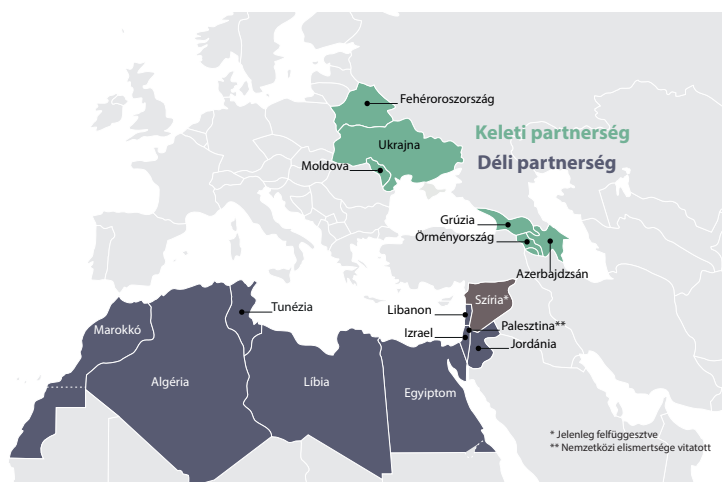 Fehéroroszország
Keleti partnerség
Ukrajna
Déli partnerség
Moldova
Grúzia
Örményország
Azerbajdzsán
Szíria*
Tunézia
Libanon
Palesztina**
Marokkó
Izrael
Jordánia
Algéria
Líbia
Egyiptom
* Jelenleg felfüggesztve
** Nemzetközi elismertsége vitatott